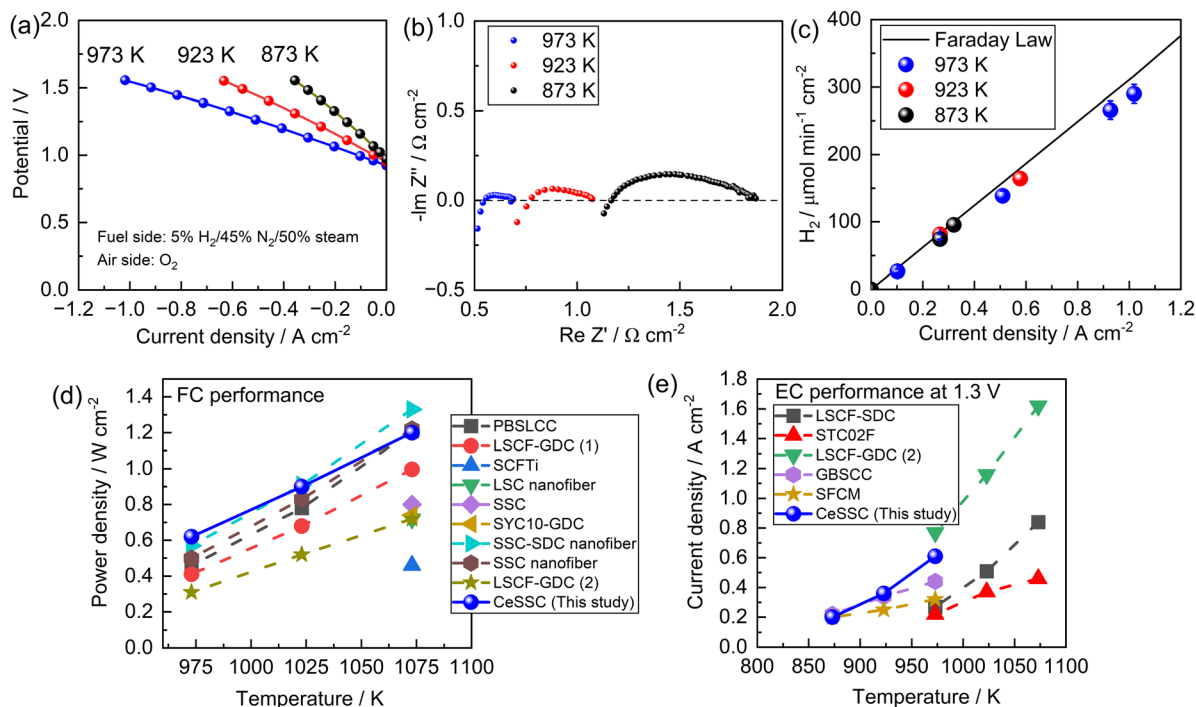 (a)
2.0
1.5
1.0
0.5
0.0
Potential / V
973 K 923 K 873 K
Fuel side: 5% H₂/45% N₂/50% steam
Air side: O₂
−1.2 −1.0 −0.8 −0.6 −0.4 −0.2 0.0
Current density / A cm⁻²
(b)
1.0
0.5
0.0
−0.5
-Im Z'' / Ω cm⁻²
973 K
923 K
873 K
0.5 1.0 1.5 2.0
Re Z' / Ω cm⁻²
(c)
400
300
200
100
0
H₂ / μmol min⁻¹ cm⁻²
Faraday Law
973 K
923 K
873 K
0.0 0.2 0.4 0.6 0.8 1.0 1.2
Current density / A cm⁻²
(d)
FC performance
1.4
1.2
1.0
0.8
0.6
0.4
0.2
0.0
Power density / W cm⁻²
975 1000 1025 1050 1075 1100
Temperature / K
PBSLCC
LSCF-GDC (1)
SCFTi
LSC nanofiber
SSC
SYC10-GDC
SSC-SDC nanofiber
SSC nanofiber
LSCF-GDC (2)
CeSSC (This study)
(e)
EC performance at 1.3 V
1.8
1.6
1.4
1.2
1.0
0.8
0.6
0.4
0.2
0.0
Current density / A cm⁻²
LSCF-SDC
STC02F
LSCF-GDC (2)
GBSCC
SFCM
CeSSC (This study)
800 850 900 950 1000 1050 1100
Temperature / K